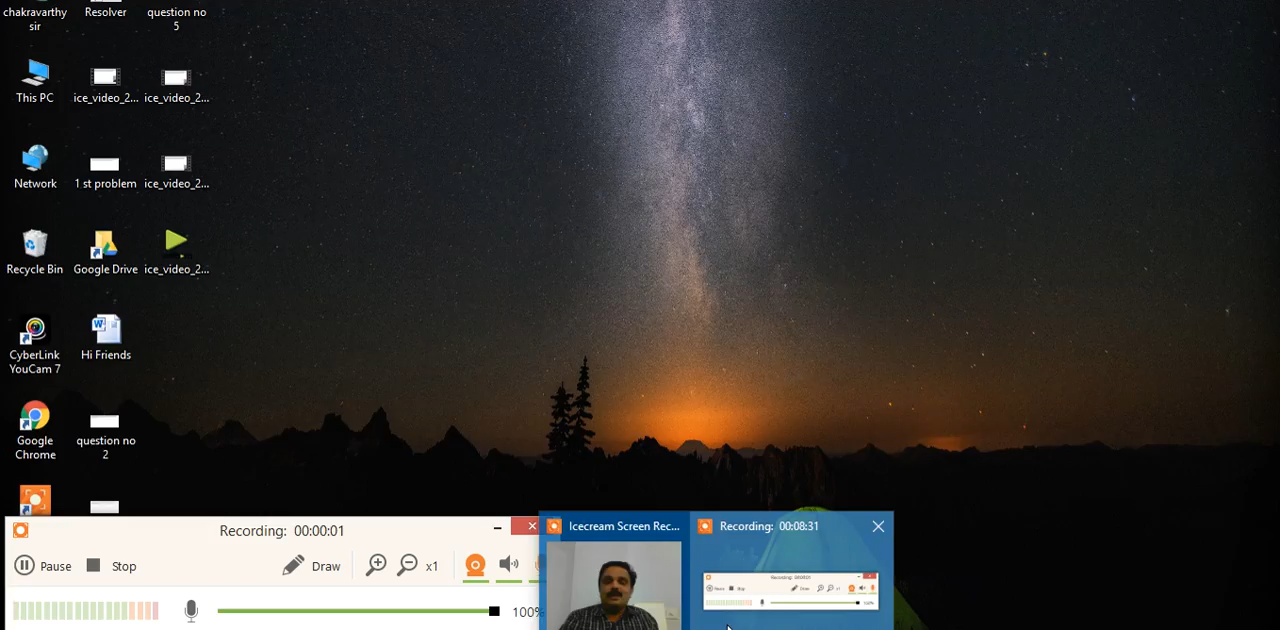 chakravarthy
sir
Resolver
question no
5
This PC
ice_video_2...
ice_video_2...
Network
1 st problem
ice_video_2...
Recycle Bin
Google Drive
ice_video_2...
CyberLink
YouCam 7
Hi Friends
Google
Chrome
question no
2
Recording: 00:00:01
Pause
Stop
Draw
x1
100%
Icecream Screen Rec...
Recording: 00:08:31